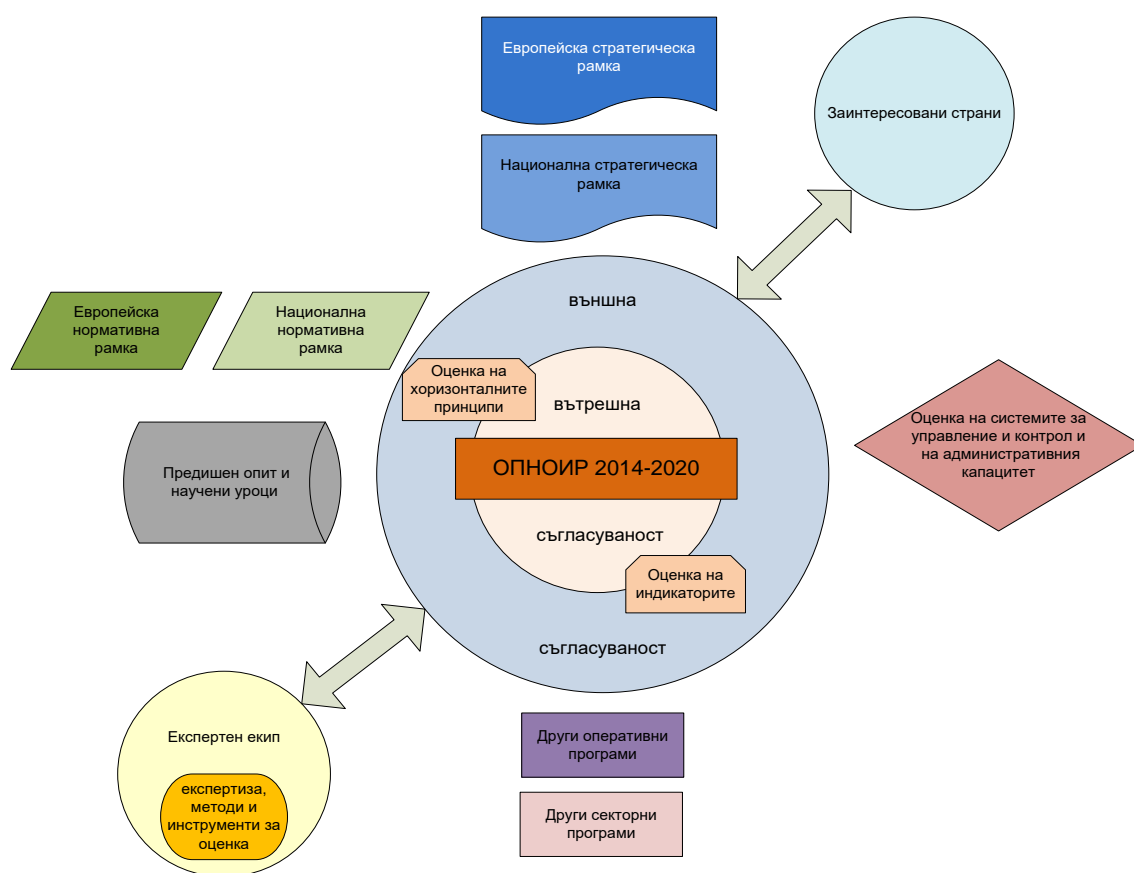 Европейска стратегическа
рамка
Заинтересовани страни
Национална стратегическа
рамка
външна
Европейска
нормативна
рамка
Национална
нормативна
рамка
Оценка на
хоризонталните
принципи
вътрешна
Оценка на системите за
управление и контрол и
на административния
капацитет
ОПНОИР 2014-2020
Предишен опит и
научени уроци
съгласуваност
Оценка на
индикаторите
съгласуваност
Експертен екип
експертиза,
методи и
инструменти за
оценка
Други оперативни
програми
Други секторни
програми